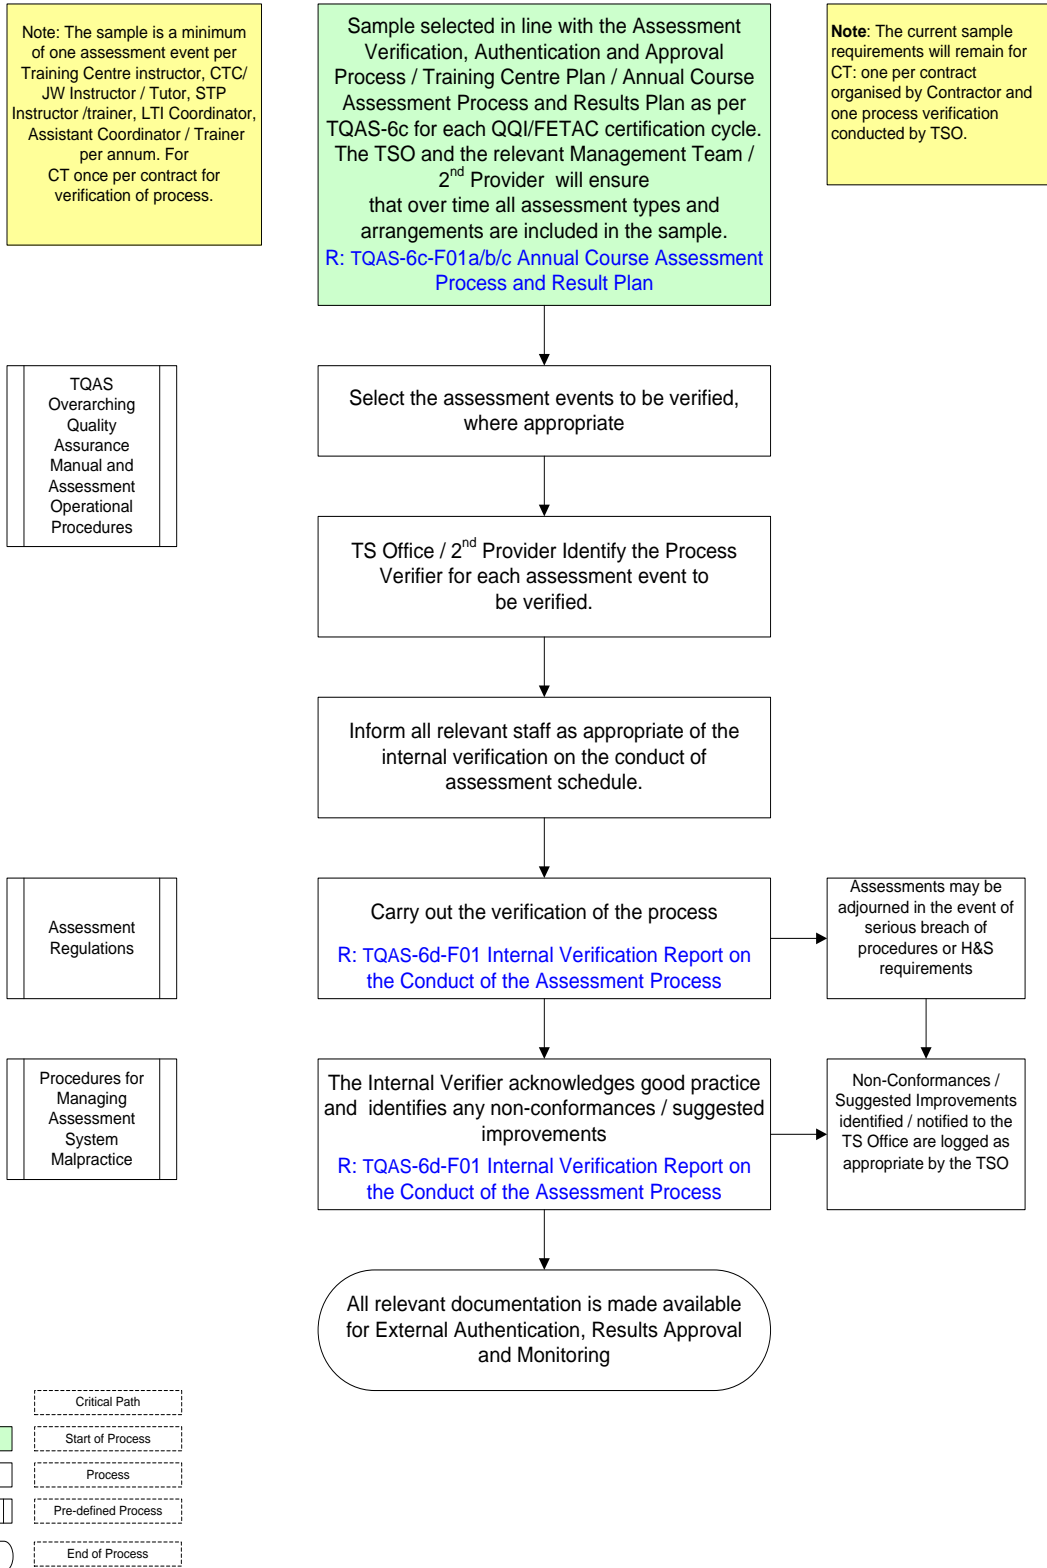 Note: The sample is a minimum
of one assessment event per
Training Centre instructor, CTC/
JW Instructor / Tutor, STP
Instructor /trainer, LTI Coordinator,
Assistant Coordinator / Trainer
per annum. For
CT once per contract for
verification of process.
Sample selected in line with the Assessment
Verification, Authentication and Approval
Process / Training Centre Plan / Annual Course
Assessment Process and Results Plan as per
TQAS-6c for each QQI/FETAC certification cycle.
The TSO and the relevant Management Team /
2nd Provider will ensure
that over time all assessment types and
arrangements are included in the sample.
R: TQAS-6c-F01a/b/c Annual Course Assessment
Process and Result Plan
Note: The current sample
requirements will remain for
CT: one per contract
organised by Contractor and
one process verification
conducted by TSO.
TQAS
Overarching
Quality
Assurance
Manual and
Assessment
Operational
Procedures
Select the assessment events to be verified,
where appropriate
TS Office / 2nd Provider Identify the Process
Verifier for each assessment event to
be verified.
Inform all relevant staff as appropriate of the
internal verification on the conduct of
assessment schedule.
Assessment
Regulations
Carry out the verification of the process
R: TQAS-6d-F01 Internal Verification Report on
the Conduct of the Assessment Process
Assessments may be
adjourned in the event of
serious breach of
procedures or H&S
requirements
Procedures for
Managing
Assessment
System
Malpractice
The Internal Verifier acknowledges good practice
and identifies any non-conformances / suggested
improvements
R: TQAS-6d-F01 Internal Verification Report on
the Conduct of the Assessment Process
Non-Conformances /
Suggested Improvements
identified / notified to the
TS Office are logged as
appropriate by the TSO
All relevant documentation is made available
for External Authentication, Results Approval
and Monitoring
Critical Path
Start of Process
Process
Pre-defined Process
End of Process